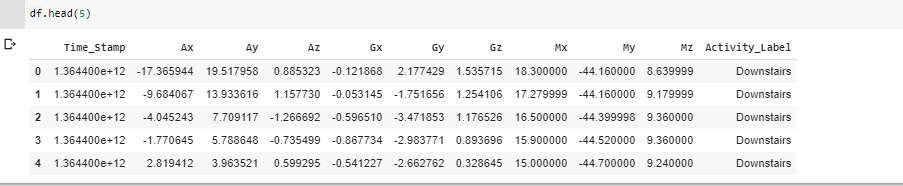 df.head(5)
Time_Stamp Ax Ay Az Gx Gy Gz Mx My Mz Activity_Label
0 1.364400e+12 -17.365944 19.517958 0.885323 -0.121868 2.177429 1.535715 18.300000 -44.160000 8.639999 Downstairs
1 1.364400e+12 -9.684067 13.933616 1.157730 -0.053145 -1.751656 1.254106 17.279999 -44.160000 9.179999 Downstairs
2 1.364400e+12 -4.045243 7.709117 -1.266692 -0.596510 -3.471853 1.176526 16.500000 -44.399998 9.360000 Downstairs
3 1.364400e+12 -1.770645 5.788648 -0.735499 -0.867734 -2.983771 0.893696 15.900000 -44.520000 9.360000 Downstairs
4 1.364400e+12 2.819412 3.963521 0.599295 -0.541227 -2.662762 0.328645 15.000000 -44.700000 9.240000 Downstairs